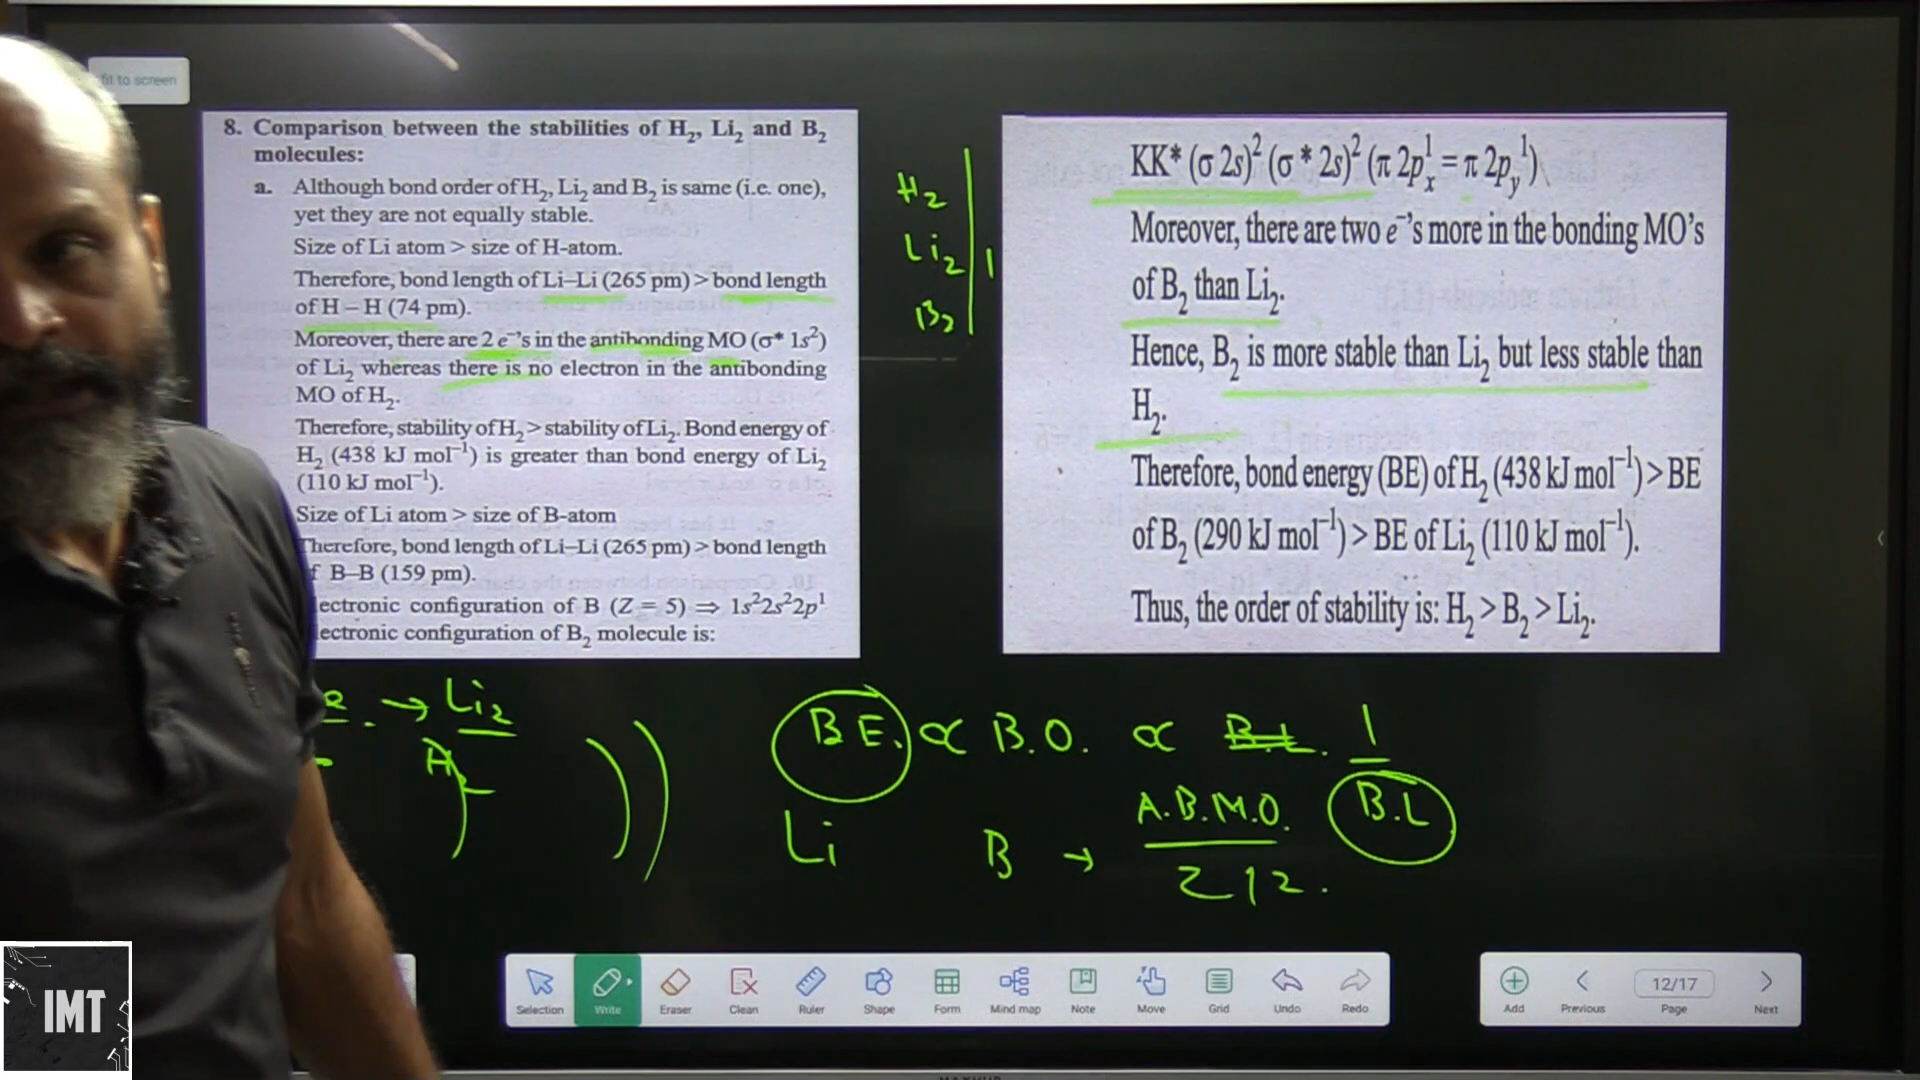 fit to screen
8. Comparison between the stabilities of H₂, Li₂ and B₂
molecules:
a. Although bond order of H₂, Li₂ and B₂ is same (i.e. one),
yet they are not equally stable.
Size of Li atom > size of H-atom.
Therefore, bond length of Li–Li (265 pm) > bond length
of H – H (74 pm).
Moreover, there are 2 e⁻'s in the antibonding MO (σ* 1s²)
of Li₂ whereas there is no electron in the antibonding
MO of H₂.
Therefore, stability of H₂ > stability of Li₂. Bond energy of
H₂ (438 kJ mol⁻¹) is greater than bond energy of Li₂
(110 kJ mol⁻¹).
Size of Li atom > size of B-atom
Therefore, bond length of Li–Li (265 pm) > bond length
f B–B (159 pm).
lectronic configuration of B (Z = 5) ⇒ 1s²2s²2p¹
lectronic configuration of B₂ molecule is:
H₂
Li₂ 1
B₂
KK* (σ 2s)² (σ * 2s)² (π 2pₓ¹ = π 2pᵧ¹)
Moreover, there are two e⁻'s more in the bonding MO's
of B₂ than Li₂.
Hence, B₂ is more stable than Li₂ but less stable than
H₂.
Therefore, bond energy (BE) of H₂ (438 kJ mol⁻¹) > BE
of B₂ (290 kJ mol⁻¹) > BE of Li₂ (110 kJ mol⁻¹).
Thus, the order of stability is: H₂ > B₂ > Li₂.
→ Li₂
H₂
B.E. ∝ B.O. ∝ B.L. 1
A.B.M.O. B.L
Li B →
IMT
Selection Write Eraser Clean Ruler Shape Form Mind map Note Move Grid Undo Redo
12/17
Add Previous Page Next